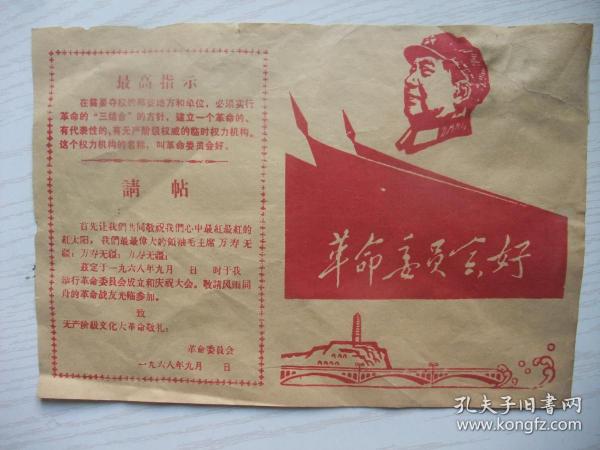 最高指示
在需要夺权的那些地方和单位，必须实行
革命的“三结合”的方针，建立一个革命的、
有代表性的、有无产阶级权威的临时权力机构。
这个权力机构的名称，叫革命委员会好。
請 帖
首先让我們共同敬祝我們心中最紅最紅的
紅太阳，我們最最偉大的領袖毛主席万寿无
疆！万寿无疆！万寿无疆！
茲定于一九六八年九月 日 时于我
举行革命委員会成立和庆祝大会。敬請风雨同
舟的革命战友光临参加。
致
无产阶级文化大革命敬礼！
革命委員会
一九六八年九月 日
革命委员会好
孔夫子旧书网
www.kongfz.com